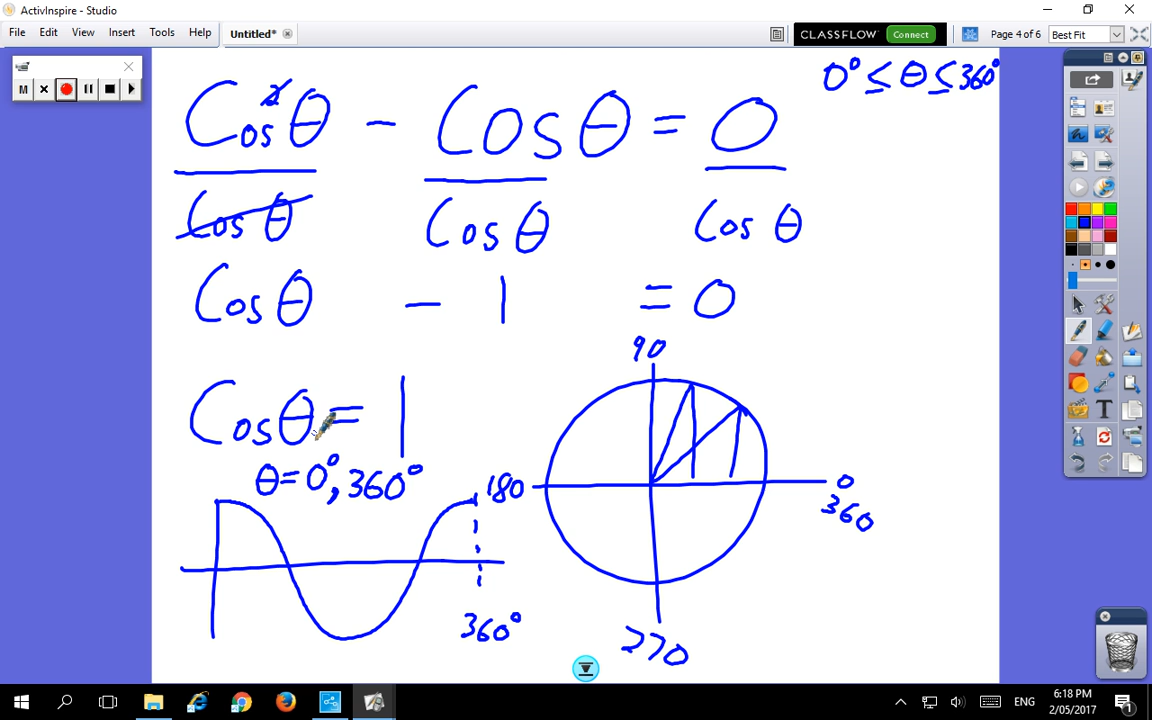 ActivInspire - Studio
File Edit View Insert Tools Help
Untitled*
CLASSFLOW Connect
Page 4 of 6
Best Fit
M
0° ≤ θ ≤ 360°
Cos²θ - Cosθ = 0
Cosθ Cosθ Cosθ
Cosθ - 1 = 0
90
Cosθ = 1
θ = 0°, 360°
180
0
360
360°
270
T
ENG
6:18 PM
2/05/2017
1